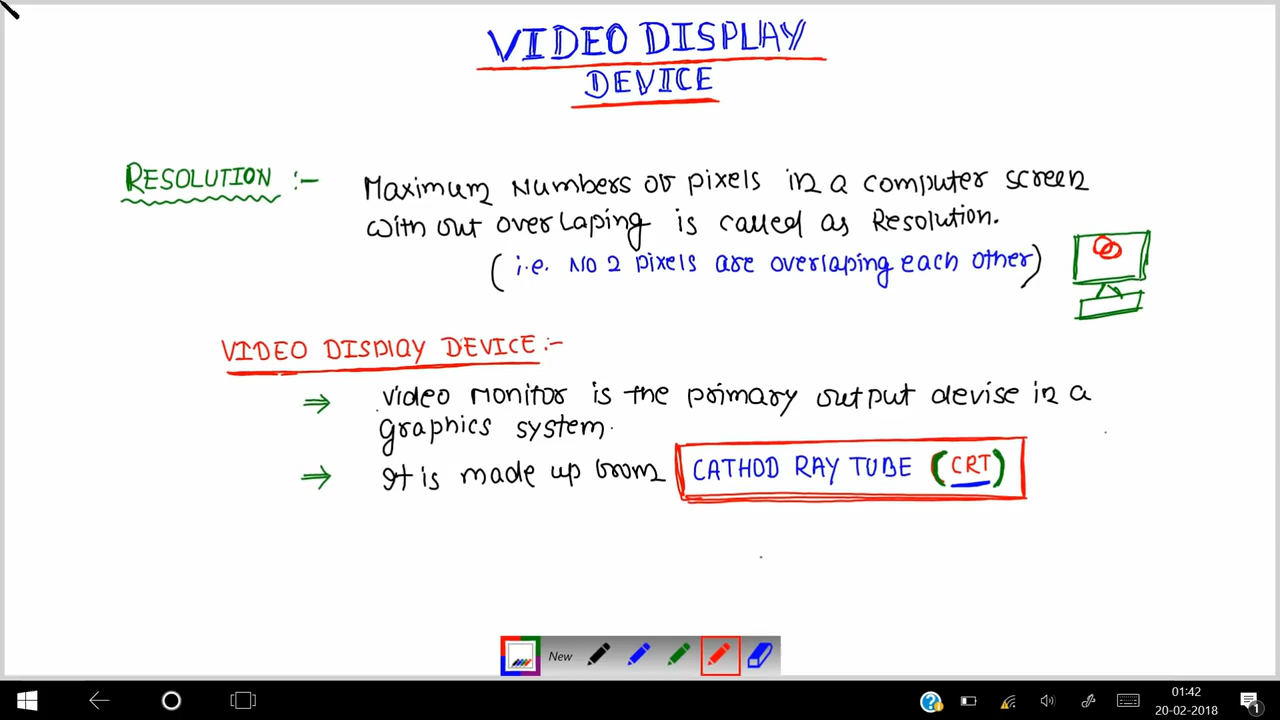 VIDEO DISPLAY
DEVICE
RESOLUTION :-
Maximum Numbers of pixels in a computer screen
with out overlaping is called as Resolution.
(i.e. No 2 pixels are overlaping each other)
VIDEO DISPLAY DEVICE :-
⇒ Video Monitor is the primary output devise in a
graphics system.
⇒ It is made up from CATHOD RAY TUBE (CRT)
New
01:42
20-02-2018
1